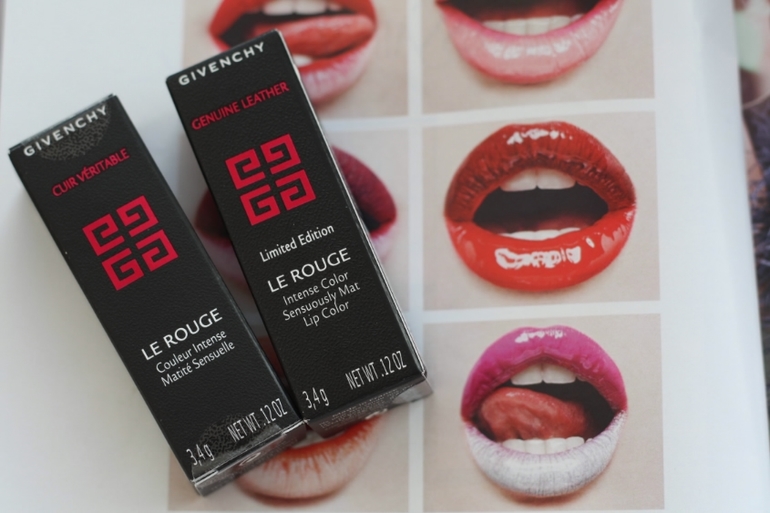 GIVENCHY
CUIR VÉRITABLE
LE ROUGE
Couleur Intense
Matité Sensuelle
3,4 g NET WT .12 OZ
GIVENCHY
GENUINE LEATHER
Limited Edition
LE ROUGE
Intense Color
Sensuously Mat
Lip Color
3,4 g NET WT .12 OZ